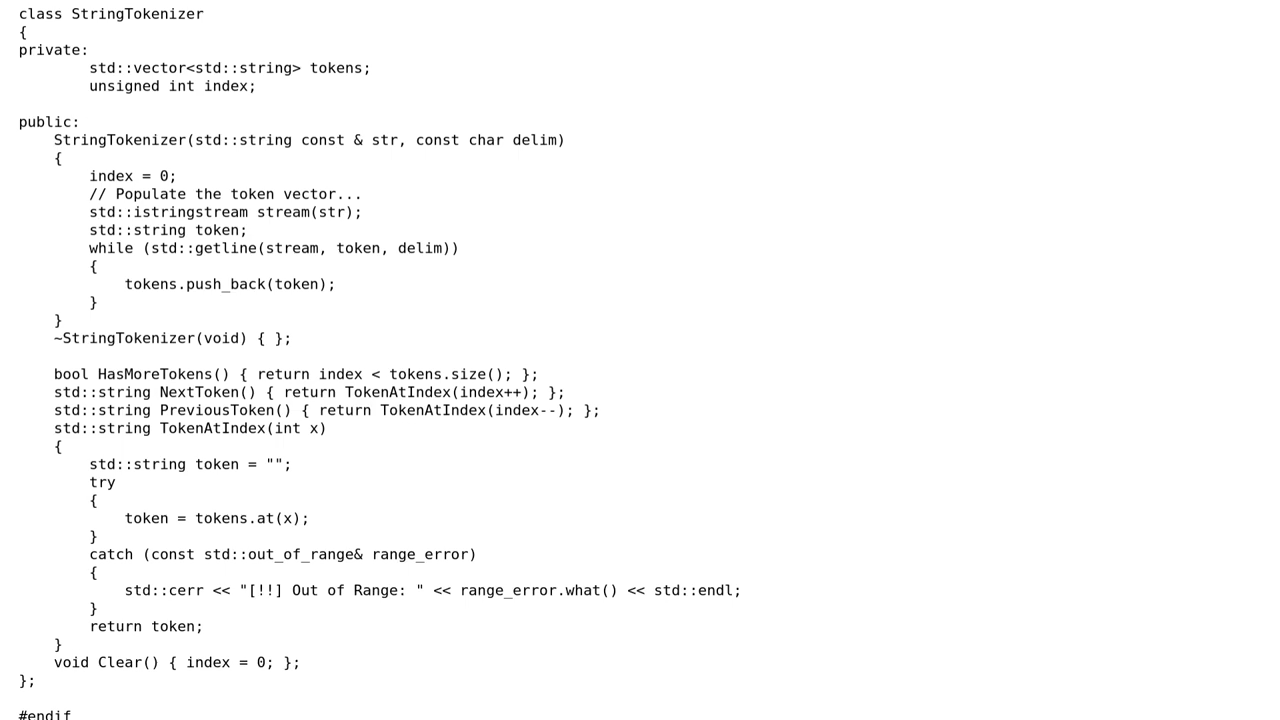 class StringTokenizer
{
private:
        std::vector<std::string> tokens;
        unsigned int index;

public:
    StringTokenizer(std::string const & str, const char delim)
    {
        index = 0;
        // Populate the token vector...
        std::istringstream stream(str);
        std::string token;
        while (std::getline(stream, token, delim))
        {
            tokens.push_back(token);
        }
    }
    ~StringTokenizer(void) { };

    bool HasMoreTokens() { return index < tokens.size(); };
    std::string NextToken() { return TokenAtIndex(index++); };
    std::string PreviousToken() { return TokenAtIndex(index--); };
    std::string TokenAtIndex(int x)
    {
        std::string token = "";
        try
        {
            token = tokens.at(x);
        }
        catch (const std::out_of_range& range_error)
        {
            std::cerr << "[!!] Out of Range: " << range_error.what() << std::endl;
        }
        return token;
    }
    void Clear() { index = 0; };
};

#endif